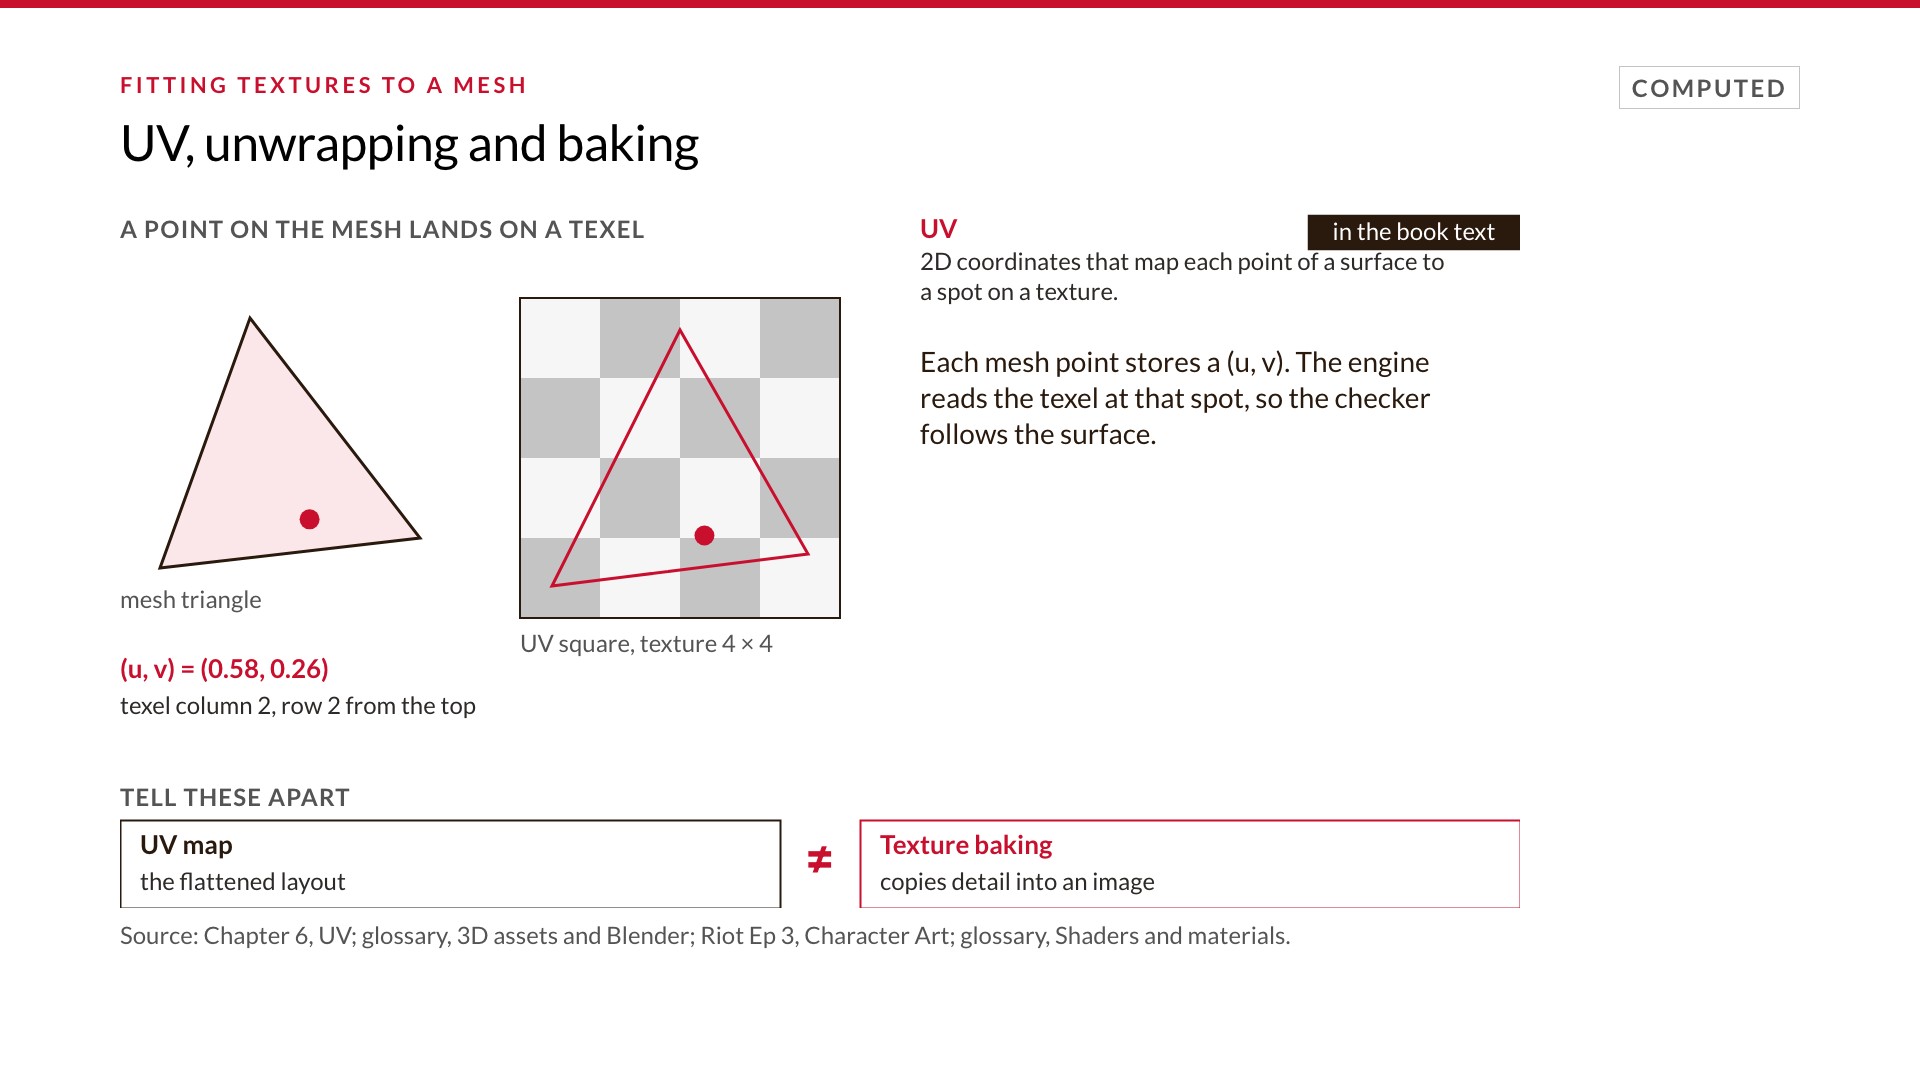 FITTING TEXTURES TO A MESH
COMPUTED
UV, unwrapping and baking
A POINT ON THE MESH LANDS ON A TEXEL
mesh triangle
(u, v) = (0.58, 0.26)
texel column 2, row 2 from the top
UV square, texture 4 × 4
UV
in the book text
2D coordinates that map each point of a surface to
a spot on a texture.
Each mesh point stores a (u, v). The engine
reads the texel at that spot, so the checker
follows the surface.
TELL THESE APART
UV map
the flattened layout
≠
Texture baking
copies detail into an image
Source: Chapter 6, UV; glossary, 3D assets and Blender; Riot Ep 3, Character Art; glossary, Shaders and materials.